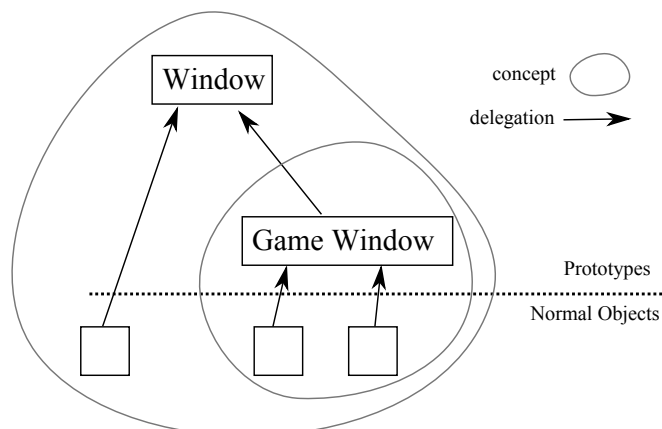 Window
concept
delegation
Game Window
Prototypes
Normal Objects